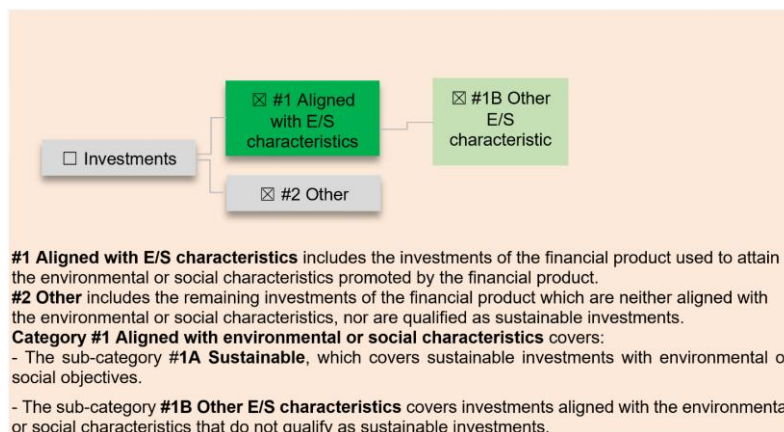 ☒ #1 Aligned
with E/S
characteristics
☒ #1B Other
E/S
characteristic
☐ Investments
☒ #2 Other
#1 Aligned with E/S characteristics includes the investments of the financial product used to attain
the environmental or social characteristics promoted by the financial product.
#2 Other includes the remaining investments of the financial product which are neither aligned with
the environmental or social characteristics, nor are qualified as sustainable investments.
Category #1 Aligned with environmental or social characteristics covers:
- The sub-category #1A Sustainable, which covers sustainable investments with environmental o
social objectives.
- The sub-category #1B Other E/S characteristics covers investments aligned with the environmenta
or social characteristics that do not qualify as sustainable investments.